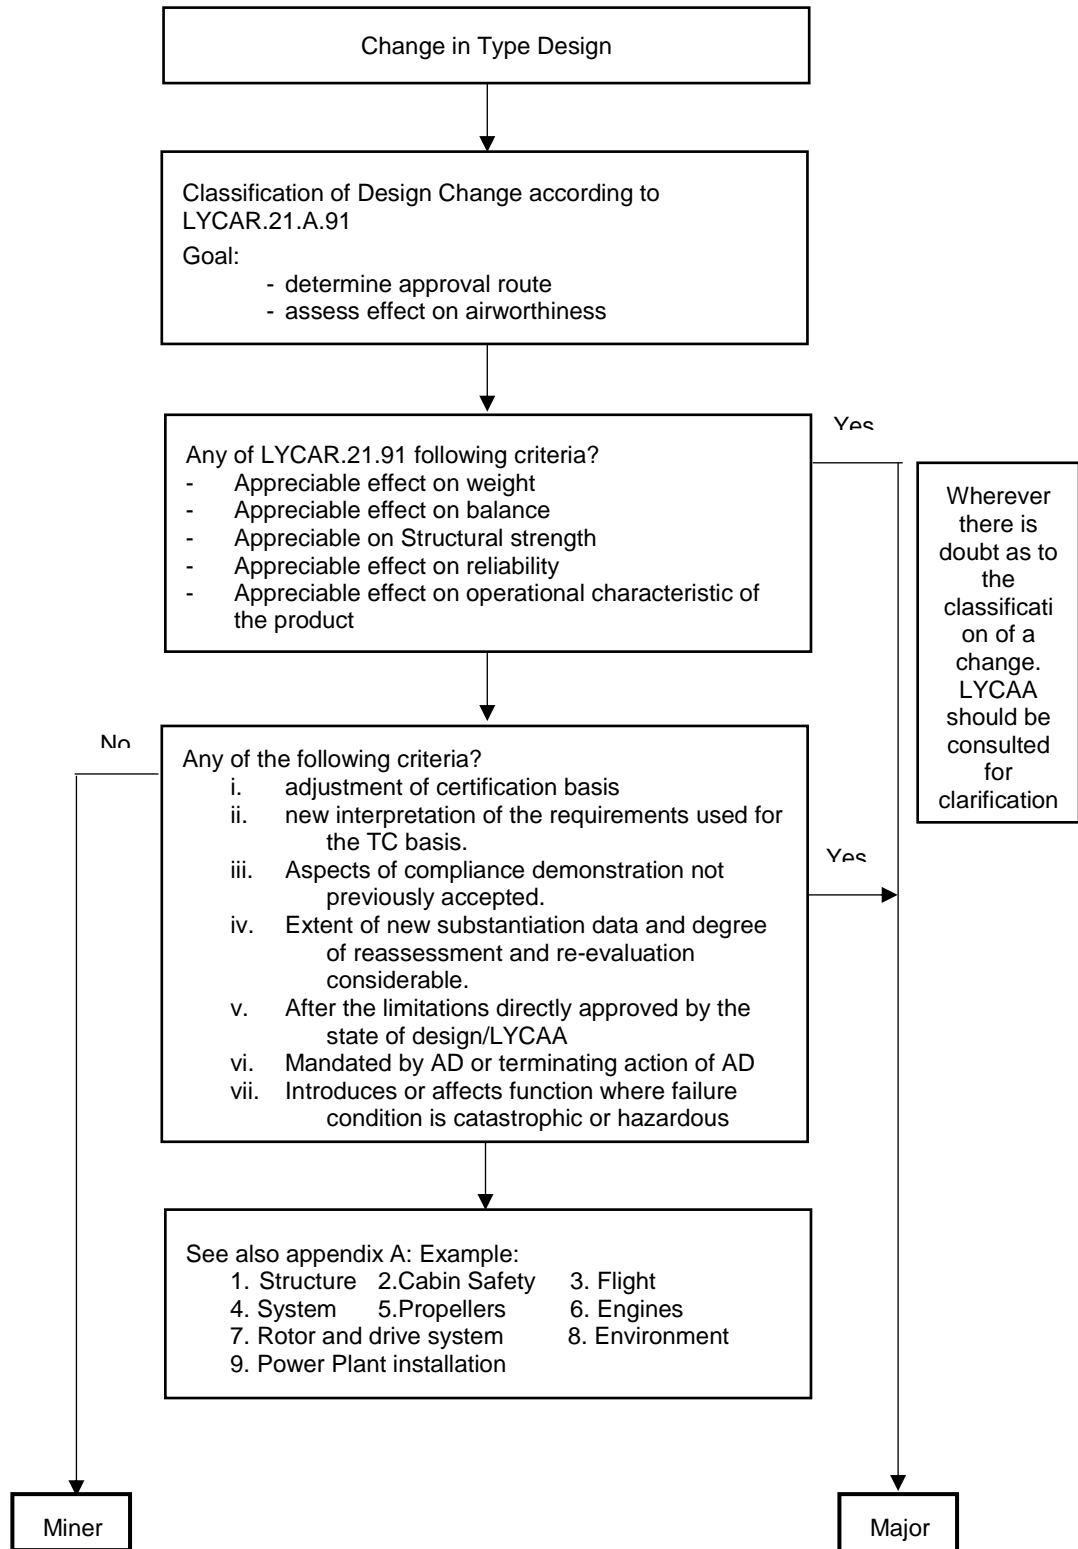 Change in Type Design
Classification of Design Change according to
LYCAR.21.A.91
Goal:
- determine approval route
- assess effect on airworthiness
Yes
Any of LYCAR.21.91 following criteria?
- Appreciable effect on weight
- Appreciable effect on balance
- Appreciable on Structural strength
- Appreciable effect on reliability
- Appreciable effect on operational characteristic of
the product
Wherever
there is
doubt as to
the
classificati
on of a
change.
LYCAA
should be
consulted
for
clarification
No
Any of the following criteria?
i. adjustment of certification basis
ii. new interpretation of the requirements used for
the TC basis.
iii. Aspects of compliance demonstration not
previously accepted.
iv. Extent of new substantiation data and degree
of reassessment and re-evaluation
considerable.
v. After the limitations directly approved by the
state of design/LYCAA
vi. Mandated by AD or terminating action of AD
vii. Introduces or affects function where failure
condition is catastrophic or hazardous
Yes
See also appendix A: Example:
1. Structure 2.Cabin Safety 3. Flight
4. System 5.Propellers 6. Engines
7. Rotor and drive system 8. Environment
9. Power Plant installation
Miner
Major